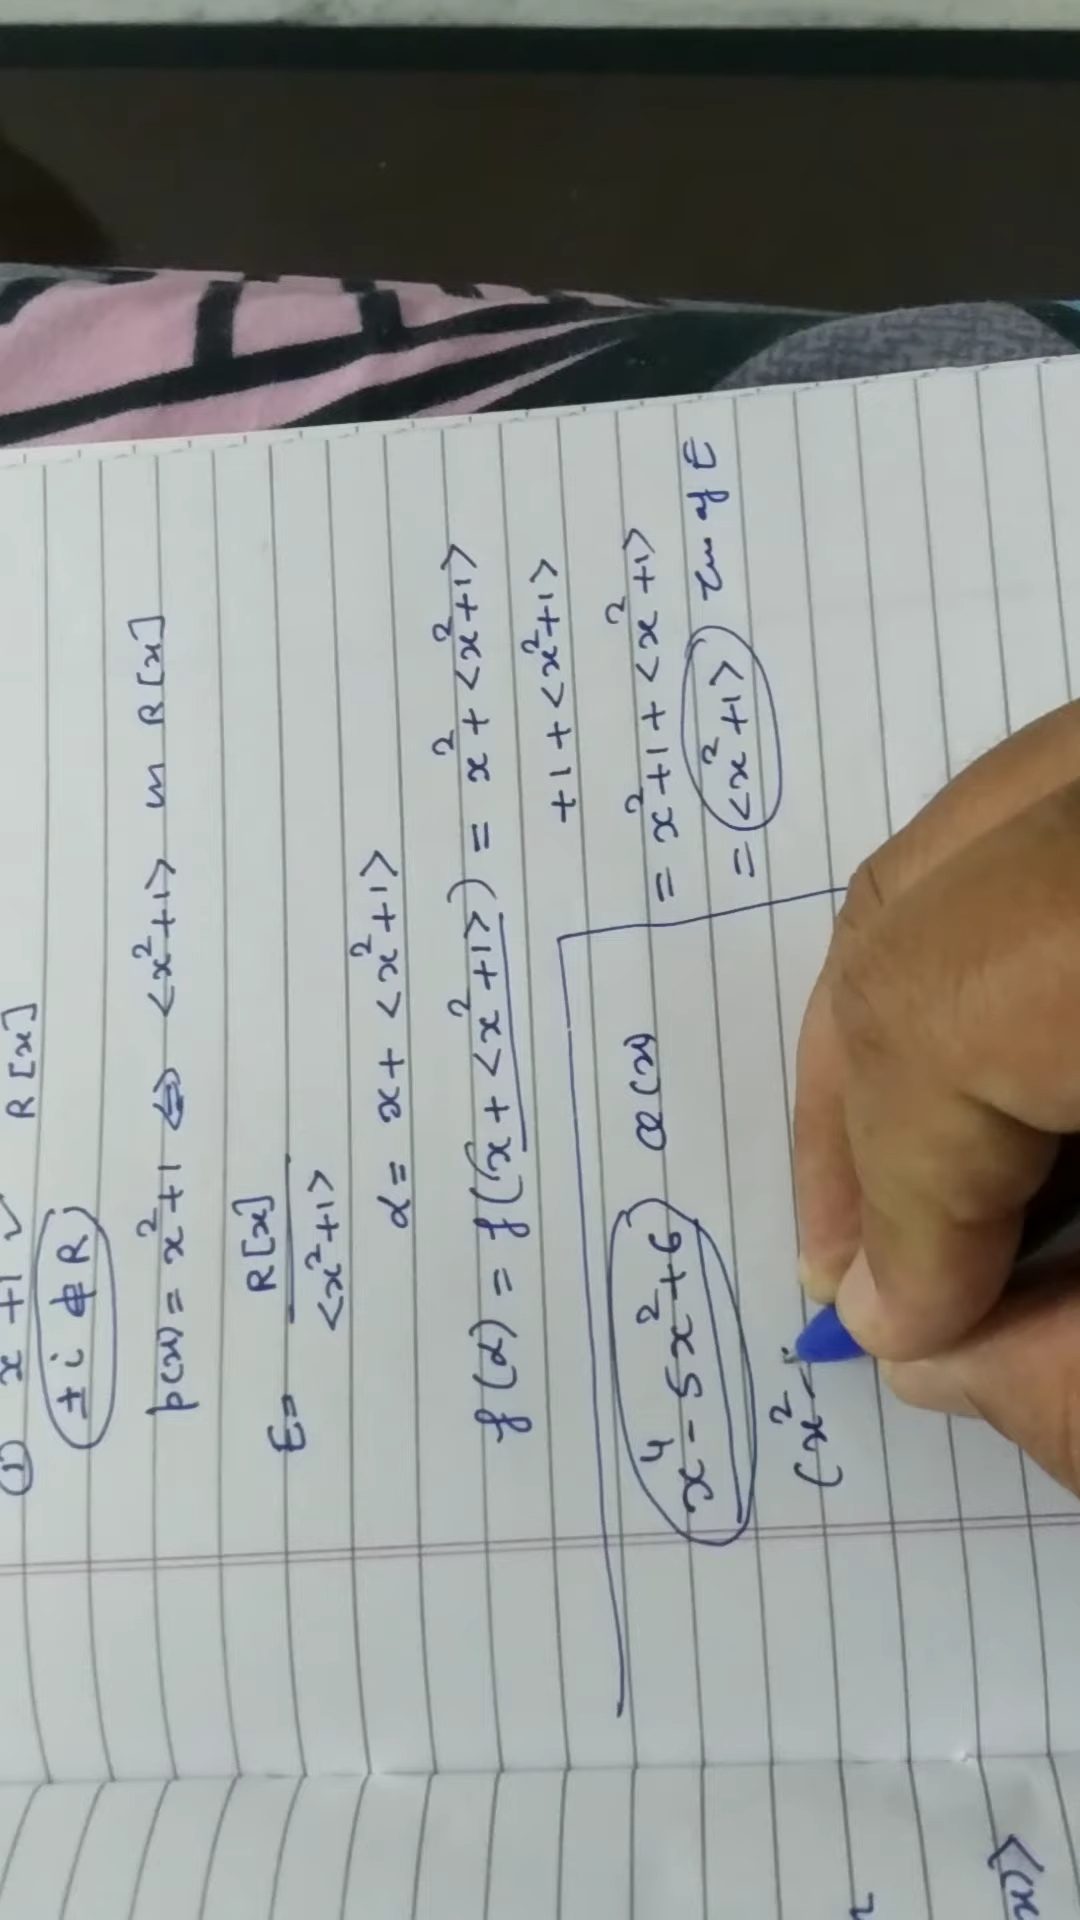 ① x²+1 ✓ R[x]
± i ∉ R
p(x) = x²+1 ⇔ <x²+1> in R[x]
E = R[x]
<x²+1>
α = x + <x²+1>
f(α) = f(x + <x²+1>) = x² + <x²+1>
+1 + <x²+1>
= x²+1 + <x²+1>
= <x²+1> zero of E
x⁴ - 5x² + 6 Q(x)
(x² -
<(x